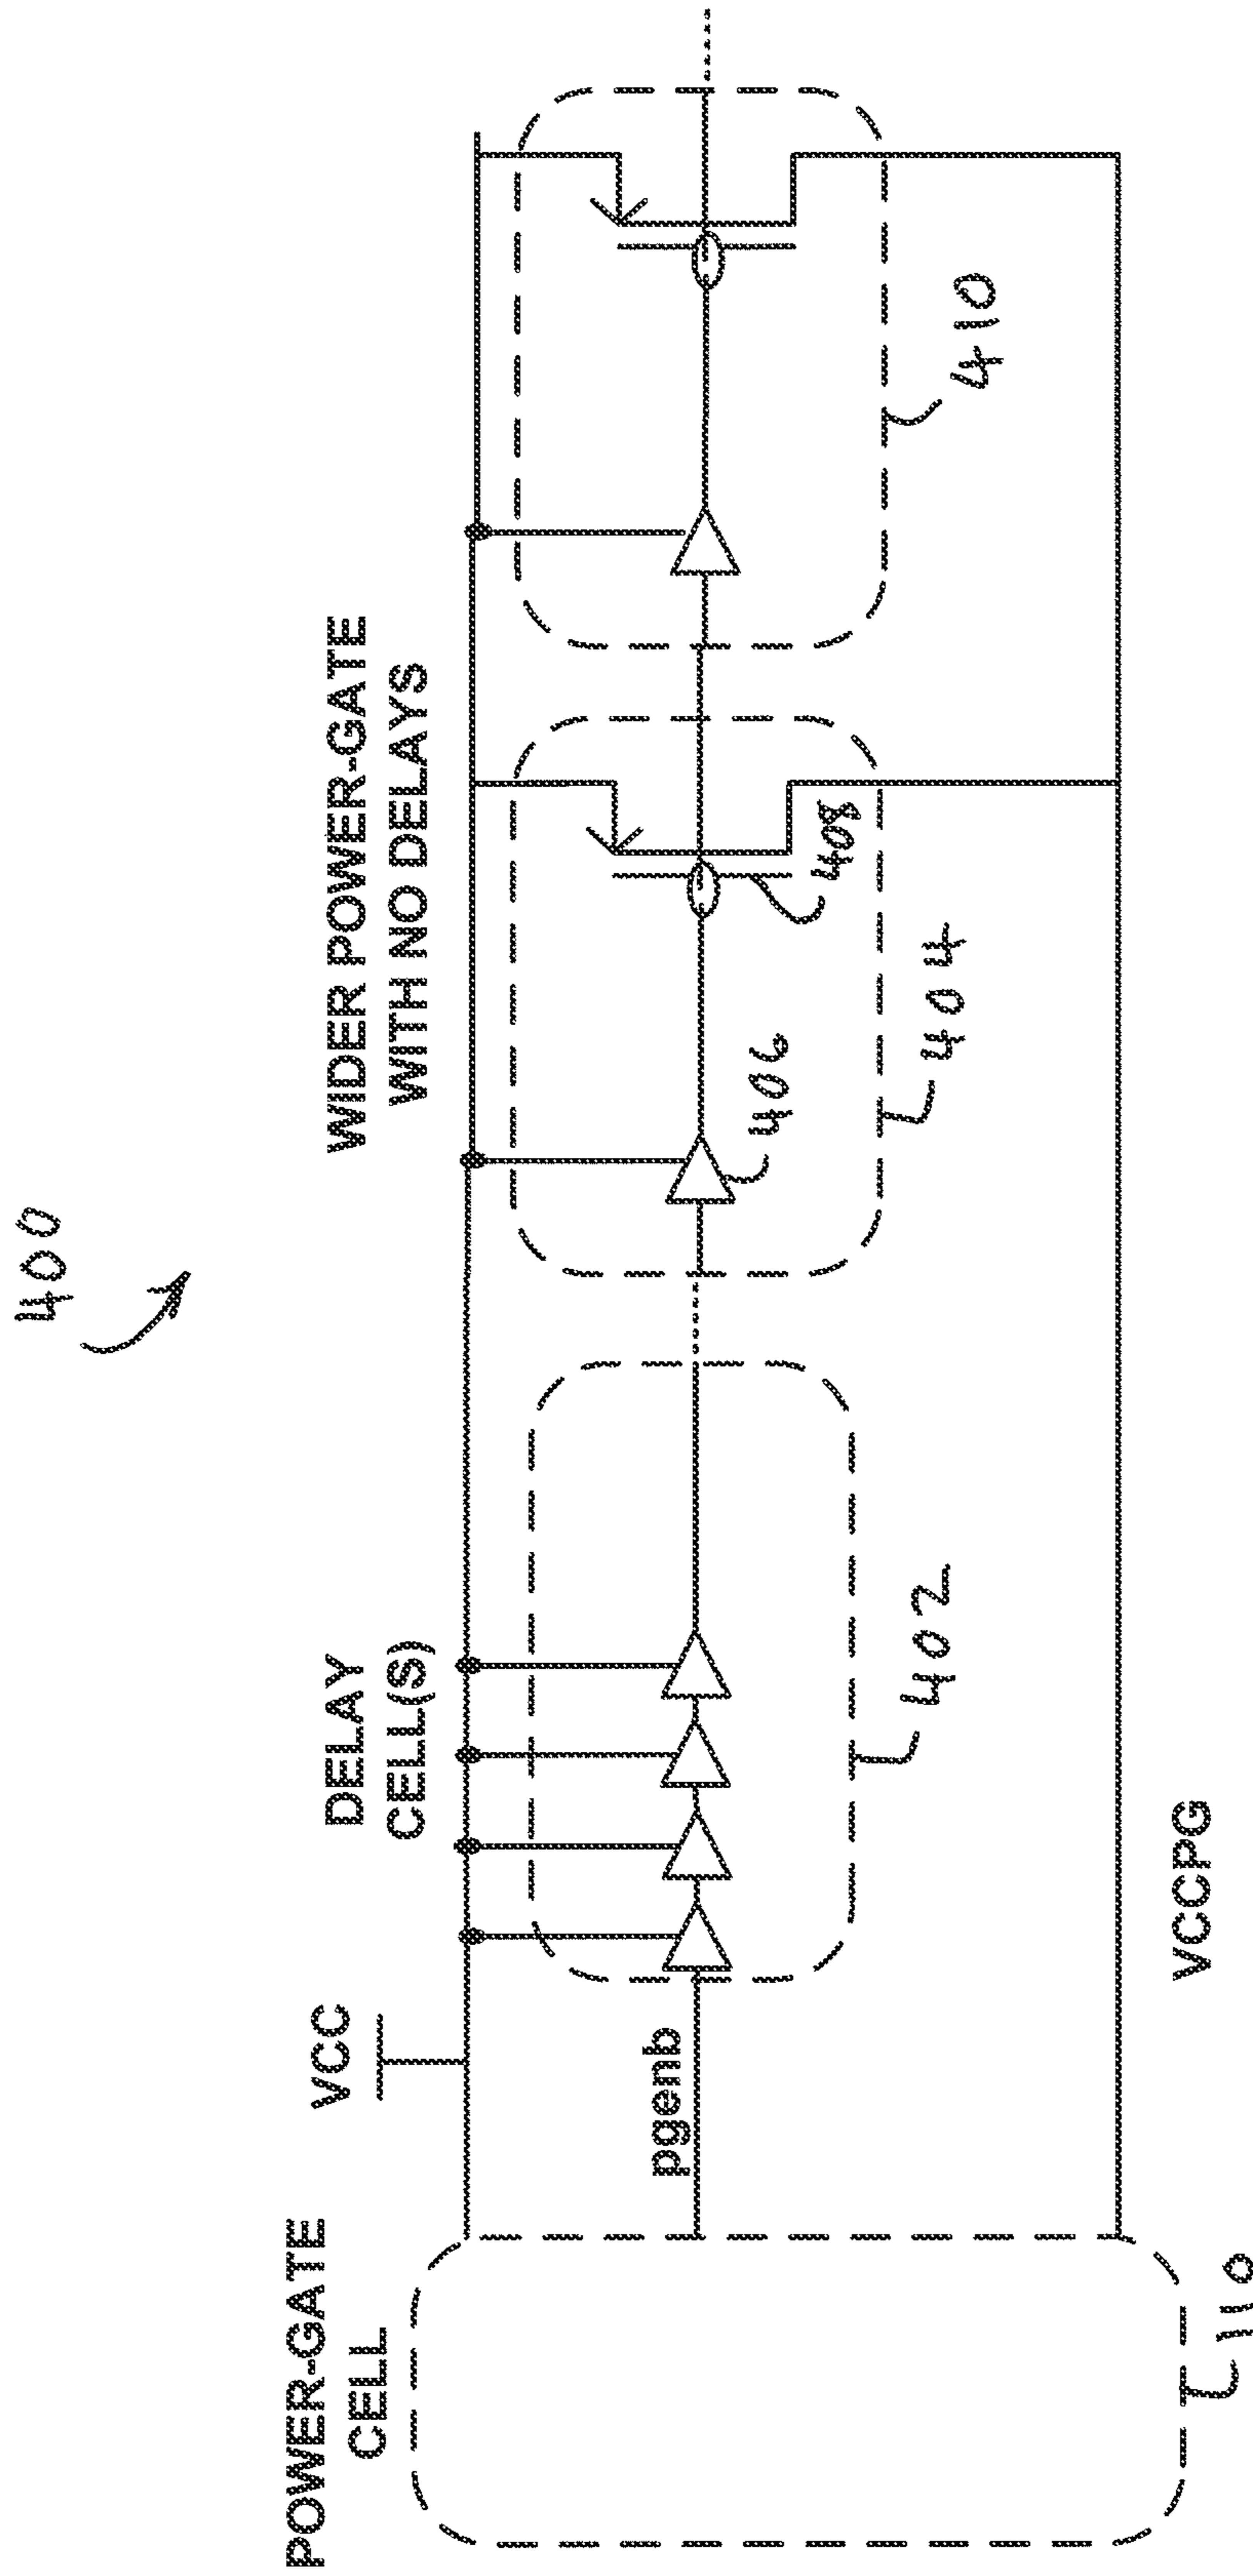 400
POWER-GATE
CELL
VCC
DELAY
CELL(S)
WIDER POWER-GATE
WITH NO DELAYS
pgenb
406
408
402
404
410
VCCPG
110